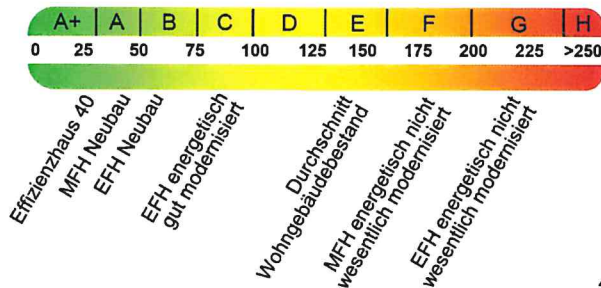 A+ A B C D E F G H
0 25 50 75 100 125 150 175 200 225 >250
Effizienzhaus 40
MFH Neubau
EFH Neubau
EFH energetisch
gut modernisiert
Durchschnitt
Wohngebäudebestand
MFH energetisch nicht
wesentlich modernisiert
EFH energetisch nicht
wesentlich modernisiert